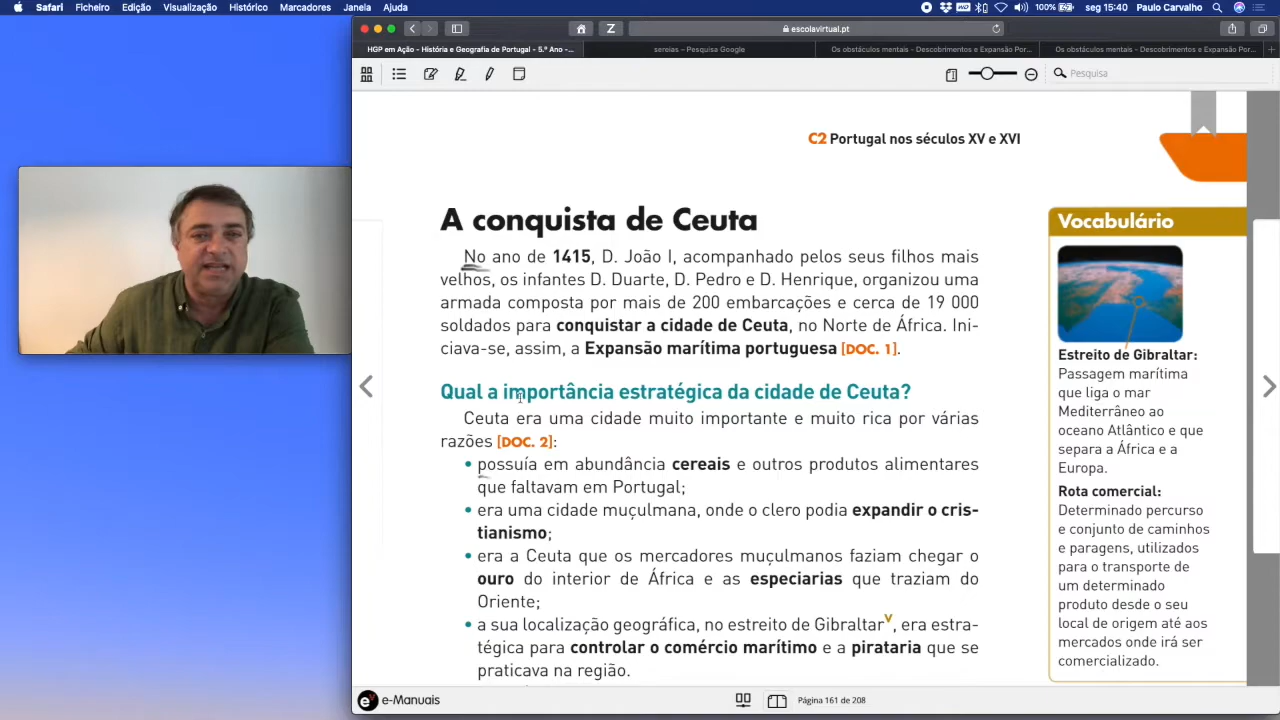 Safari Ficheiro Edição Visualização Histórico Marcadores Janela Ajuda 100% seg 15:40 Paulo Carvalho
escolavirtual.pt
HGP em Ação - História e Geografia de Portugal - 5.º Ano -... sereias – Pesquisa Google Os obstáculos mentais - Descobrimentos e Expansão Por... Os obstáculos mentais - Descobrimentos e Expansão Por...
Pesquisa
C2 Portugal nos séculos XV e XVI
A conquista de Ceuta
No ano de 1415, D. João I, acompanhado pelos seus filhos mais
velhos, os infantes D. Duarte, D. Pedro e D. Henrique, organizou uma
armada composta por mais de 200 embarcações e cerca de 19 000
soldados para conquistar a cidade de Ceuta, no Norte de África. Ini-
ciava-se, assim, a Expansão marítima portuguesa [DOC. 1].
Qual a importância estratégica da cidade de Ceuta?
Ceuta era uma cidade muito importante e muito rica por várias
razões [DOC. 2]:
• possuía em abundância cereais e outros produtos alimentares
que faltavam em Portugal;
• era uma cidade muçulmana, onde o clero podia expandir o cris-
tianismo;
• era a Ceuta que os mercadores muçulmanos faziam chegar o
ouro do interior de África e as especiarias que traziam do
Oriente;
• a sua localização geográfica, no estreito de Gibraltar V, era estra-
tégica para controlar o comércio marítimo e a pirataria que se
praticava na região.
Vocabulário
Estreito de Gibraltar:
Passagem marítima
que liga o mar
Mediterrâneo ao
oceano Atlântico e que
separa a África e a
Europa.
Rota comercial:
Determinado percurso
e conjunto de caminhos
e paragens, utilizados
para o transporte de
um determinado
produto desde o seu
local de origem até aos
mercados onde irá ser
comercializado.
e-Manuais
Página 161 de 208